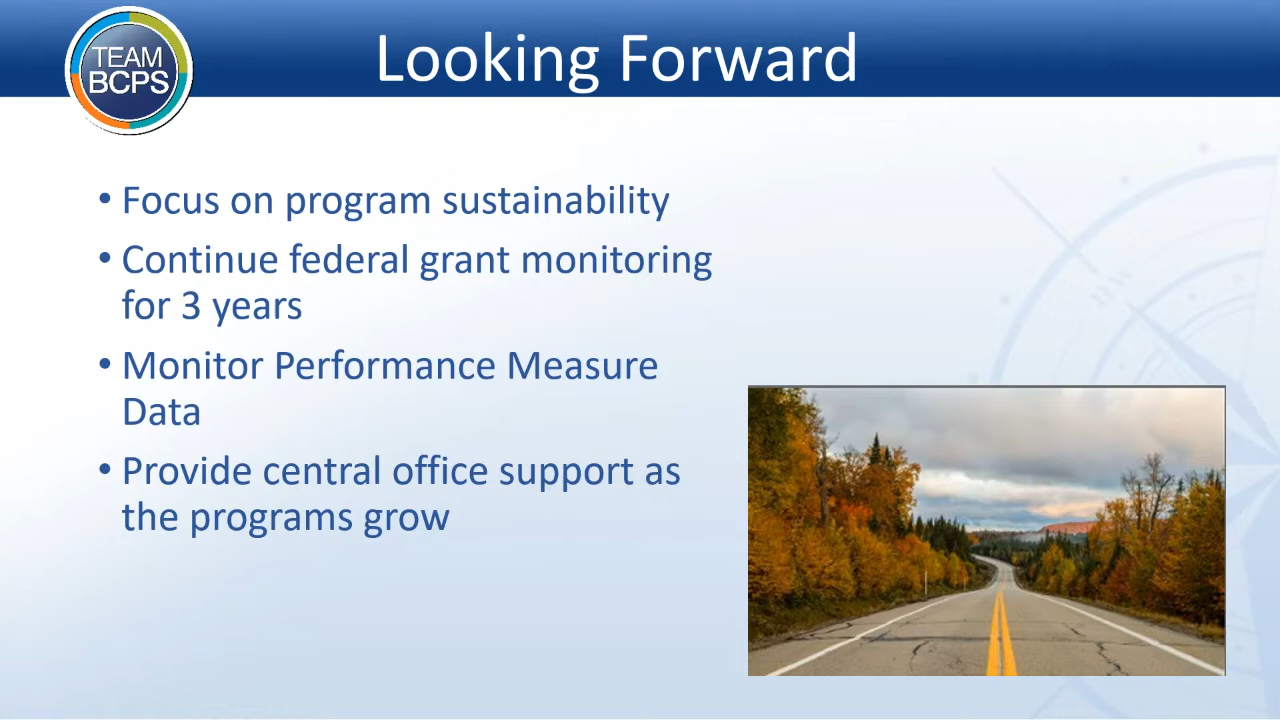 TEAM
BCPS
Looking Forward
• Focus on program sustainability
• Continue federal grant monitoring
for 3 years
• Monitor Performance Measure
Data
• Provide central office support as
the programs grow